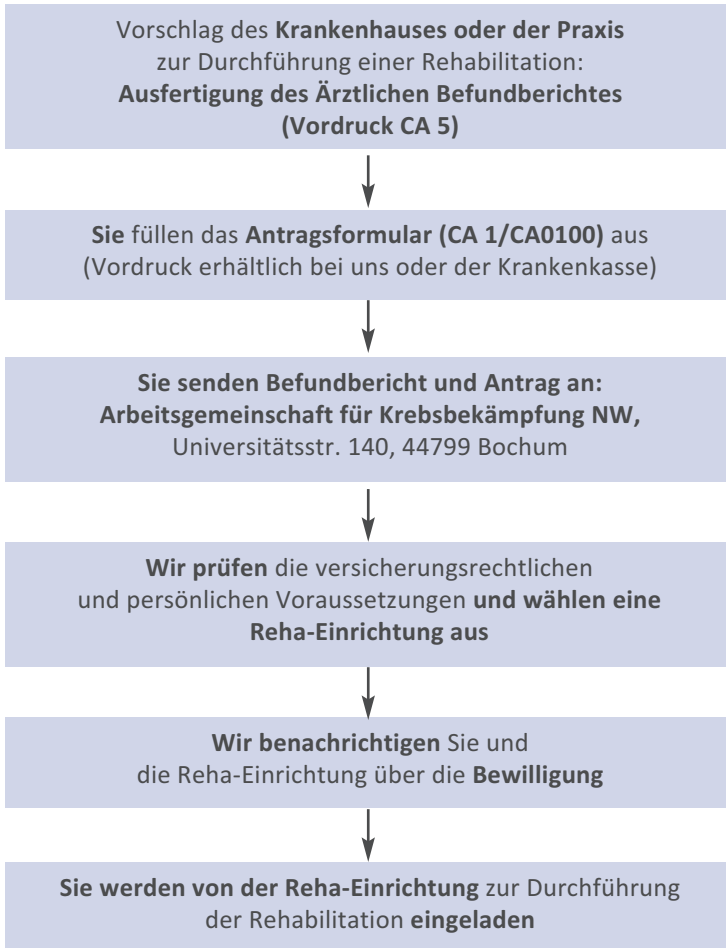 Vorschlag des Krankenhauses oder der Praxis
zur Durchführung einer Rehabilitation:
Ausfertigung des Ärztlichen Befundberichtes
(Vordruck CA 5)
Sie füllen das Antragsformular (CA 1/CA0100) aus
(Vordruck erhältlich bei uns oder der Krankenkasse)
Sie senden Befundbericht und Antrag an:
Arbeitsgemeinschaft für Krebsbekämpfung NW,
Universitätsstr. 140, 44799 Bochum
Wir prüfen die versicherungsrechtlichen
und persönlichen Voraussetzungen und wählen eine
Reha-Einrichtung aus
Wir benachrichtigen Sie und
die Reha-Einrichtung über die Bewilligung
Sie werden von der Reha-Einrichtung zur Durchführung
der Rehabilitation eingeladen